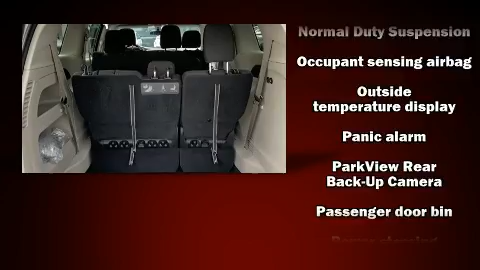 Normal Duty Suspension
Occupant sensing airbag
Outside
temperature display
Panic alarm
ParkView Rear
Back-Up Camera
Passenger door bin